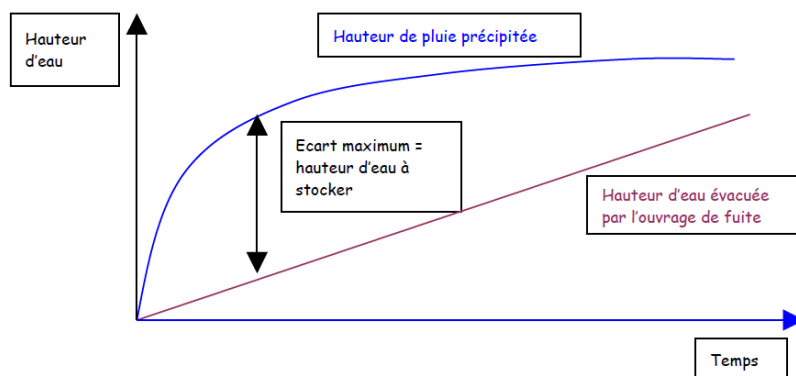 Hauteur
d'eau
Hauteur de pluie précipitée
Ecart maximum =
hauteur d'eau à
stocker
Hauteur d'eau évacuée
par l'ouvrage de fuite
Temps